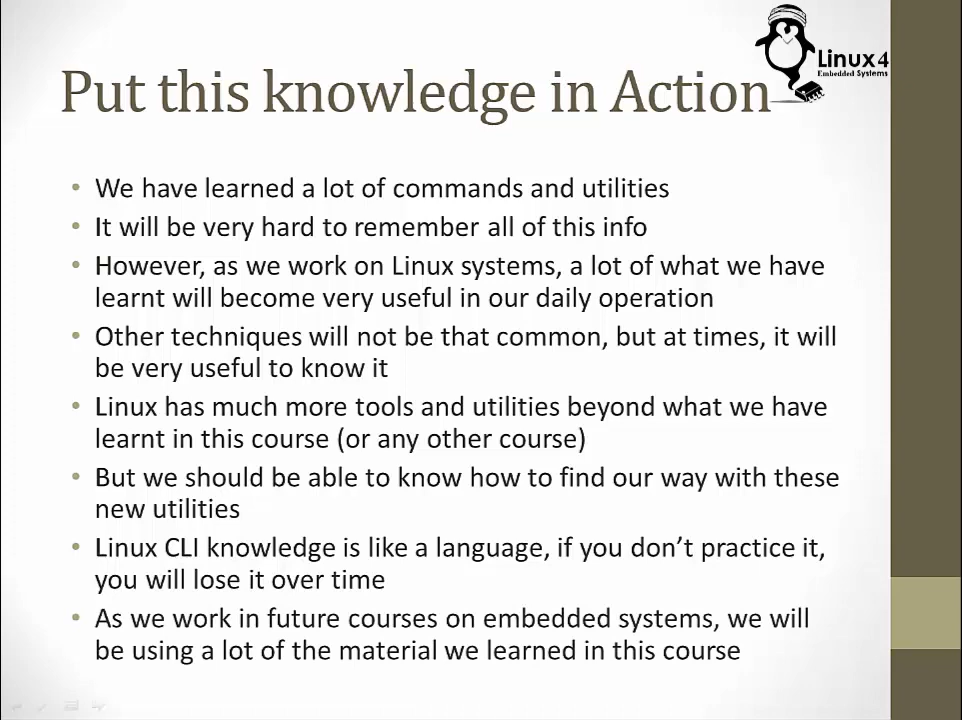 Linux 4
Embedded Systems
Put this knowledge in Action
• We have learned a lot of commands and utilities
• It will be very hard to remember all of this info
• However, as we work on Linux systems, a lot of what we have
learnt will become very useful in our daily operation
• Other techniques will not be that common, but at times, it will
be very useful to know it
• Linux has much more tools and utilities beyond what we have
learnt in this course (or any other course)
• But we should be able to know how to find our way with these
new utilities
• Linux CLI knowledge is like a language, if you don’t practice it,
you will lose it over time
• As we work in future courses on embedded systems, we will
be using a lot of the material we learned in this course